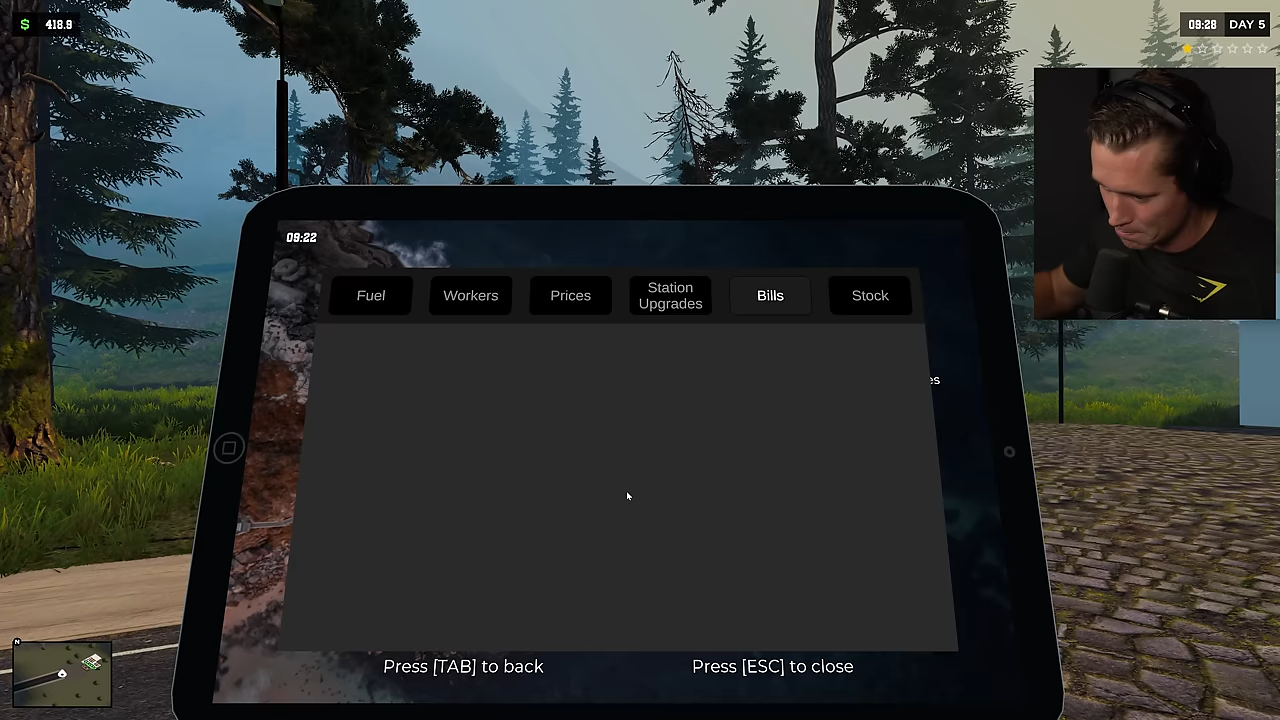 $ 418.9
09:28 DAY 5
09:22
Fuel
Workers
Prices
Station
Upgrades
Bills
Stock
es
Press [TAB] to back
Press [ESC] to close
N